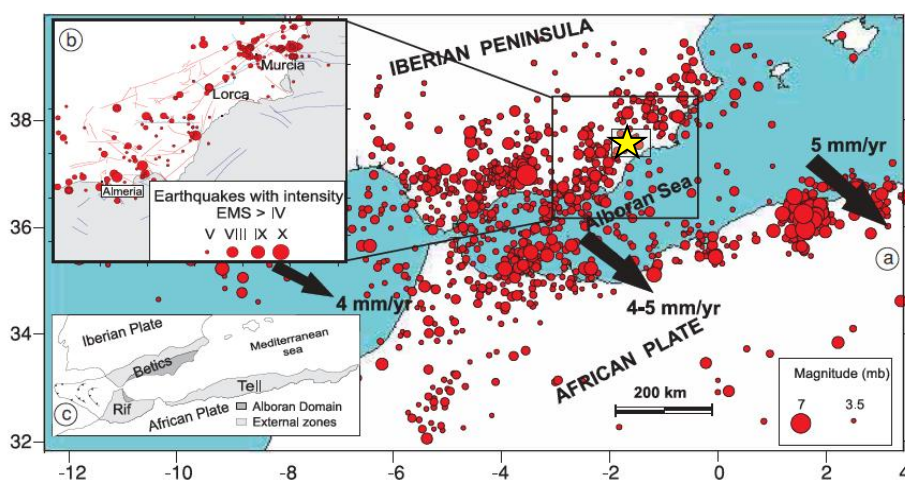 b
Murcia
Lorca
Almeria
Earthquakes with intensity
EMS > IV
V VIII IX X
IBERIAN PENINSULA
Alboran Sea
5 mm/yr
a
4 mm/yr
4-5 mm/yr
AFRICAN PLATE
200 km
Magnitude (mb)
7 3.5
Iberian Plate
Mediterranean
sea
Betics
Tell
Rif
African Plate
c
Alboran Domain
External zones
38
36
34
32
-12 -10 -8 -6 -4 -2 0 2 4